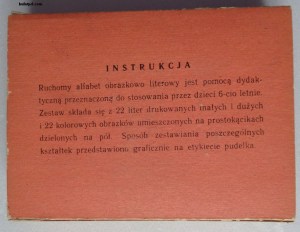 INSTRUKCJA
Ruchomy alfabet obrazkowo literowy jest pomocą dydak-
tyczną przeznaczoną do stosowania przez dzieci 6-cio letnie.
Zestaw składa się z 22 liter drukowanych małych i dużych
i 22 kolorowych obrazków umieszczonych na prostokącikach
dzielonych na pół. Sposób zestawiania poszczególnych
kształtek przedstawiono graficznie na etykiecie pudełka.